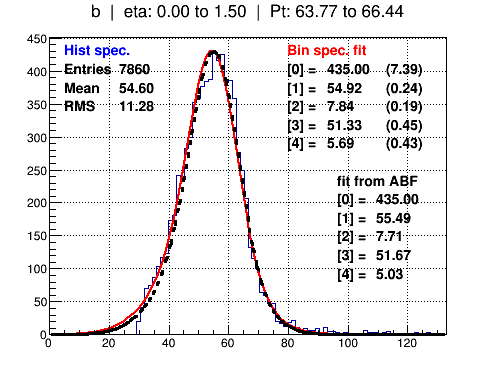 b | eta: 0.00 to 1.50 | Pt: 63.77 to 66.44
Hist spec.
Entries 7860
Mean 54.60
RMS 11.28
Bin spec. fit
[0] = 435.00 (7.39)
[1] = 54.92 (0.24)
[2] = 7.84 (0.19)
[3] = 51.33 (0.45)
[4] = 5.69 (0.43)
fit from ABF
[0] = 435.00
[1] = 55.49
[2] = 7.71
[3] = 51.67
[4] = 5.03
450
400
350
300
250
200
150
100
50
0
0 20 40 60 80 100 120